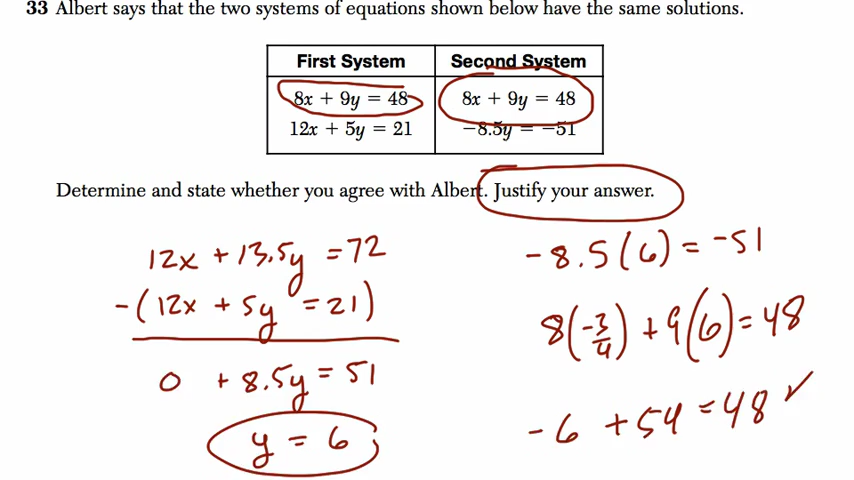 33 Albert says that the two systems of equations shown below have the same solutions.
First System Second System
8x + 9y = 48 8x + 9y = 48
12x + 5y = 21 −8.5y = −51
Determine and state whether you agree with Albert. Justify your answer.
12x + 13.5y = 72
-(12x + 5y = 21)
0 + 8.5y = 51
y = 6
-8.5(6) = -51
8(-3/4) + 9(6) = 48
-6 + 54 = 48 ✓